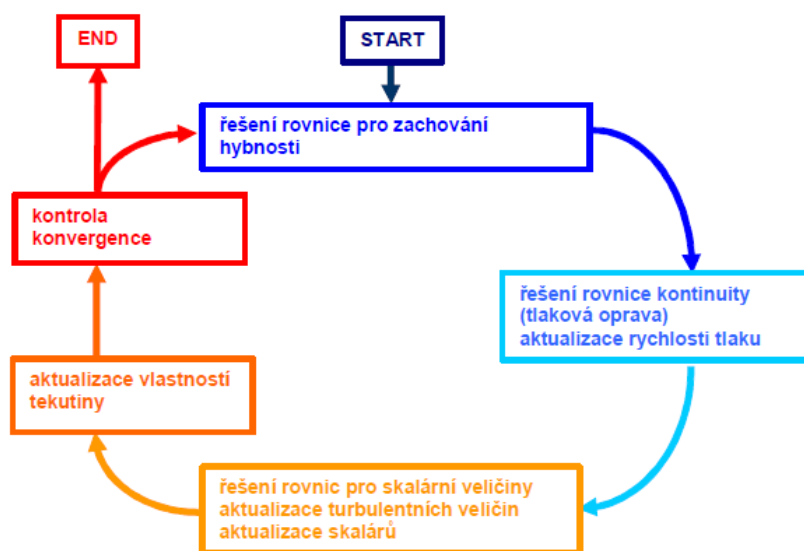 END
START
řešení rovnice pro zachování
hybnosti
kontrola
konvergence
řešení rovnice kontinuity
(tlaková oprava)
aktualizace rychlosti tlaku
aktualizace vlastností
tekutiny
řešení rovnic pro skalární veličiny
aktualizace turbulentních veličin
aktualizace skalárů